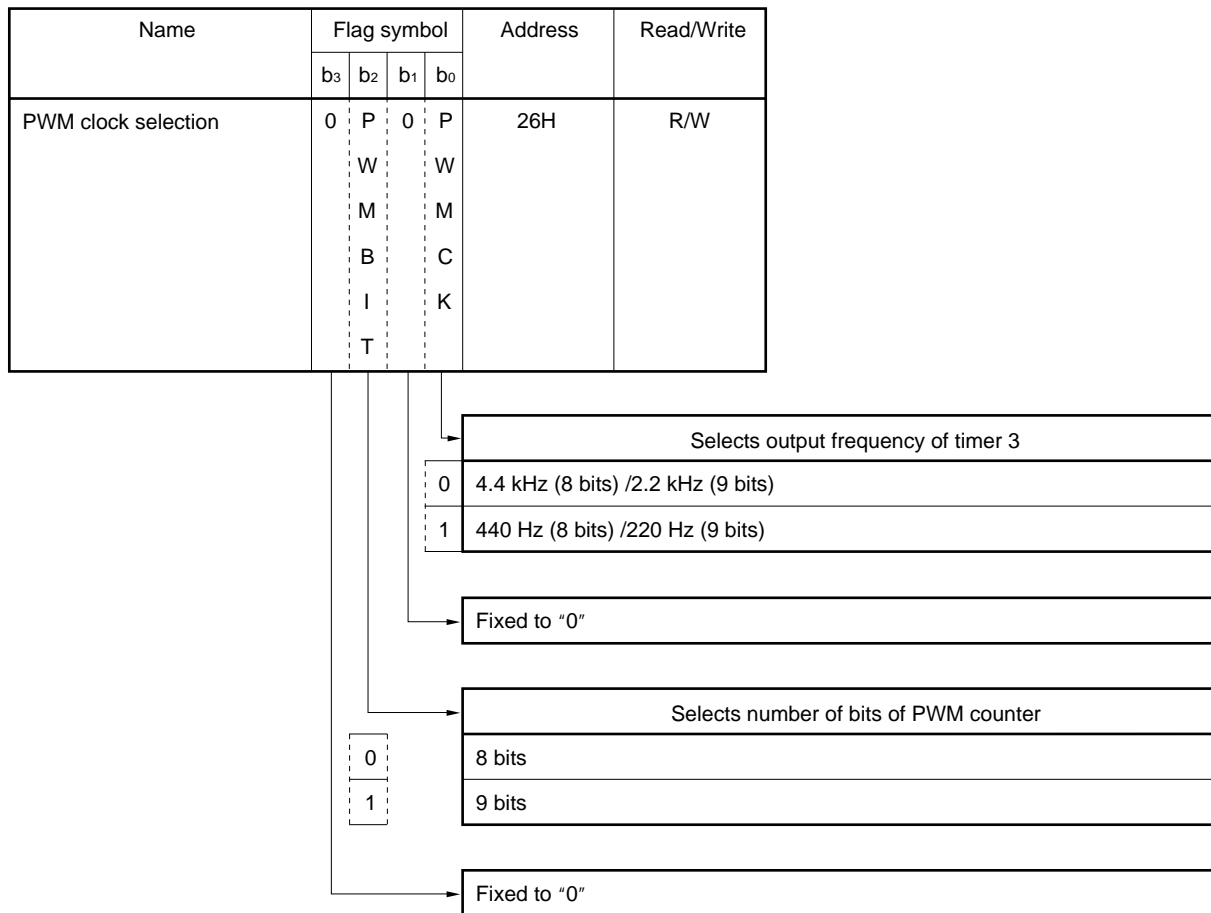 Name Flag symbol Address Read/Write
b3 b2 b1 b0
PWM clock selection 0 P 0 P 26H R/W
W W
M M
B C
I K
T
Selects output frequency of timer 3
0 4.4 kHz (8 bits) /2.2 kHz (9 bits)
1 440 Hz (8 bits) /220 Hz (9 bits)
Fixed to “0”
Selects number of bits of PWM counter
0 8 bits
1 9 bits
Fixed to “0”